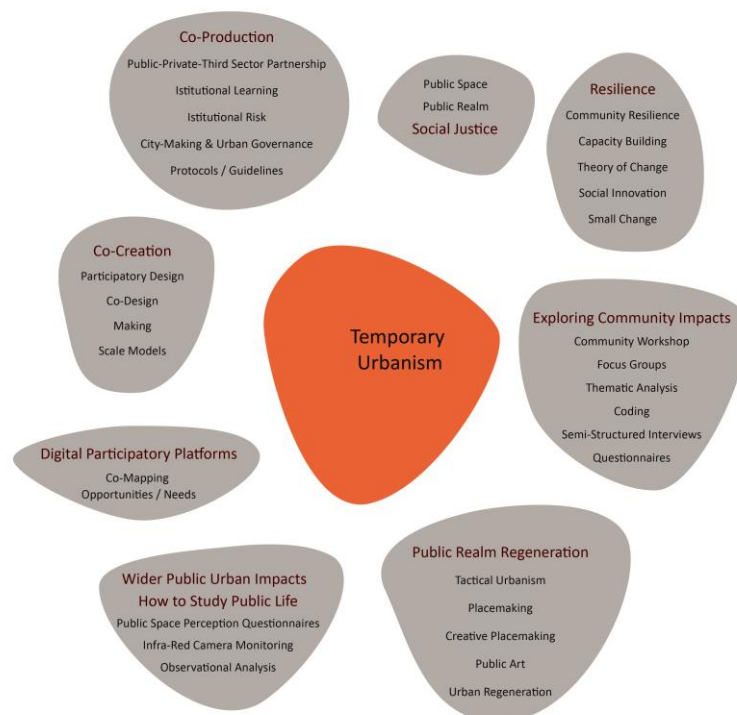 Co-Production
Public-Private-Third Sector Partnership
Istitutional Learning
Istitutional Risk
City-Making & Urban Governance
Protocols / Guidelines
Public Space
Public Realm
Social Justice
Resilience
Community Resilience
Capacity Building
Theory of Change
Social Innovation
Small Change
Co-Creation
Participatory Design
Co-Design
Making
Scale Models
Temporary
Urbanism
Exploring Community Impacts
Community Workshop
Focus Groups
Thematic Analysis
Coding
Semi-Structured Interviews
Questionnaires
Digital Participatory Platforms
Co-Mapping
Opportunities / Needs
Wider Public Urban Impacts
How to Study Public Life
Public Space Perception Questionnaires
Infra-Red Camera Monitoring
Observational Analysis
Public Realm Regeneration
Tactical Urbanism
Placemaking
Creative Placemaking
Public Art
Urban Regeneration